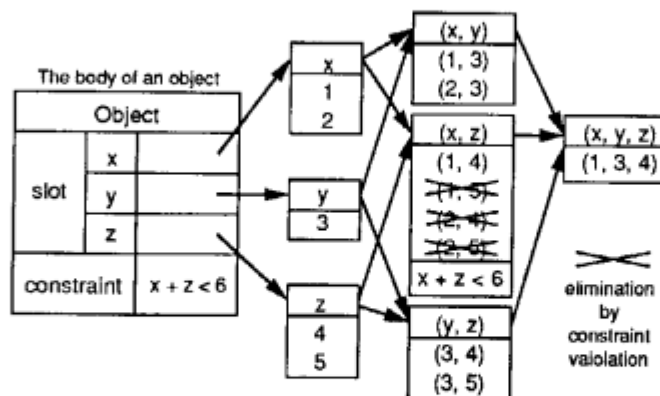 The body of an object
Object
slot
x
y
z
constraint
x + z < 6
x
1
2
y
3
z
4
5
(x, y)
(1, 3)
(2, 3)
(x, z)
(1, 4)
(1, 5)
(2, 4)
(2, 5)
x + z < 6
(y, z)
(3, 4)
(3, 5)
(x, y, z)
(1, 3, 4)
elimination
by
constraint
vaiolation